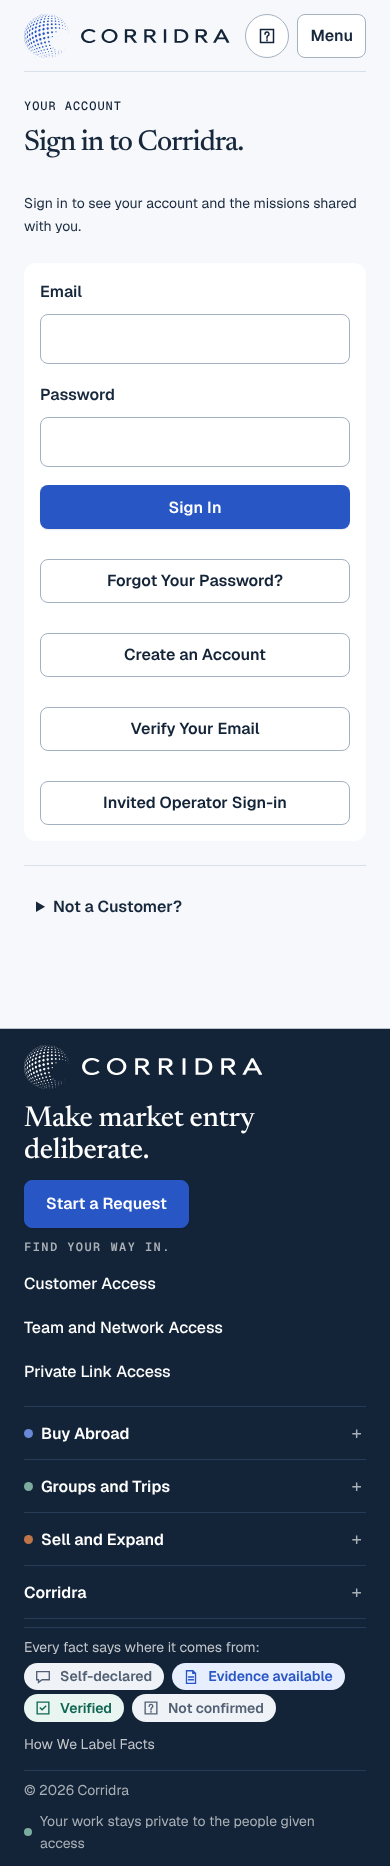 CORRIDRA
Menu
YOUR ACCOUNT
Sign in to Corridra.
Sign in to see your account and the missions shared
with you.
Email
Password
Sign In
Forgot Your Password?
Create an Account
Verify Your Email
Invited Operator Sign-in
Not a Customer?
CORRIDRA
Make market entry
deliberate.
Start a Request
FIND YOUR WAY IN.
Customer Access
Team and Network Access
Private Link Access
Buy Abroad +
Groups and Trips +
Sell and Expand +
Corridra +
Every fact says where it comes from:
Self-declared
Evidence available
Verified
Not confirmed
How We Label Facts
© 2026 Corridra
Your work stays private to the people given
access